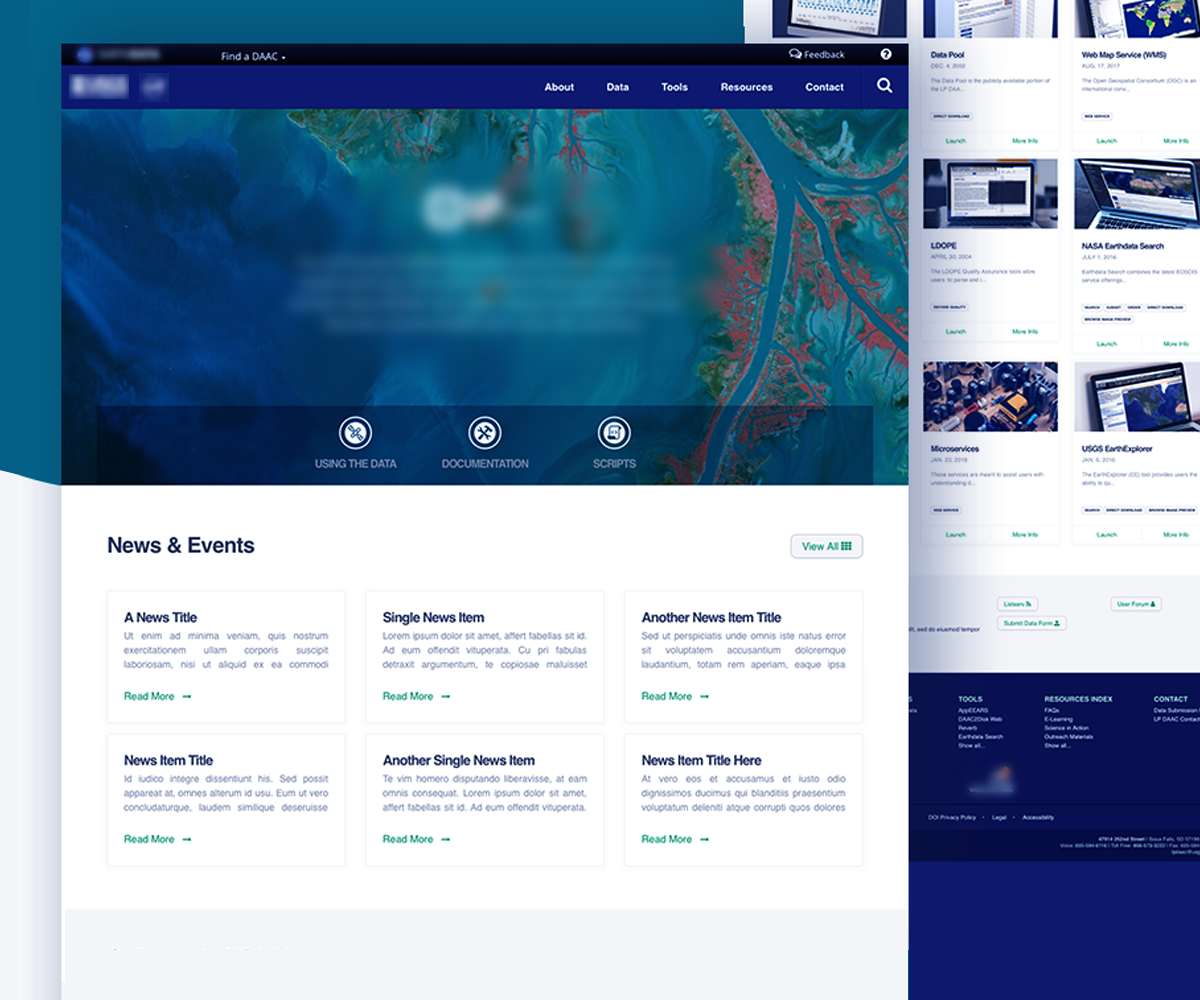 Find a DAAC
Feedback
?
About
Data
Tools
Resources
Contact
USING THE DATA
DOCUMENTATION
SCRIPTS
News & Events
View All
A News Title
Ut enim ad minima veniam, quis nostrum
exercitationem ullam corporis suscipit
laboriosam, nisi ut aliquid ex ea commodi
Read More
Single News Item
Lorem ipsum dolor sit amet, affert fabellas sit id.
Ad eum offendit vituperata. Cu pri fabulas
detraxit argumentum, te copiosae maluisset
Read More
Another News Item Title
Sed ut perspiciatis unde omnis iste natus error
sit voluptatem accusantium doloremque
laudantium, totam rem aperiam, eaque ipsa
Read More
News Item Title
Id iudico integre dissentiunt his. Sed possit
appareat at, omnes alterum id usu. Eum ut vero
concludaturque, laudem similique deseruisse
Read More
Another Single News Item
Te vim homero disputando liberavisse, at eam
omnis consequat. Lorem ipsum dolor sit amet,
affert fabellas sit id. Ad eum offendit vituperata.
Read More
News Item Title Here
At vero eos et accusamus et iusto odio
dignissimos ducimus qui blanditiis praesentium
voluptatum deleniti atque corrupti quos dolores
Read More
Data Pool
DEC. 4, 2002
The Data Pool is the publicly available portion of
the LP DAA...
DIRECT DOWNLOAD
Launch
More Info
Web Map Service (WMS)
AUG. 17, 2017
The Open Geospatial Consortium (OGC) is an
international cons...
WEB SERVICE
Launch
More Info
LDOPE
APRIL 30, 2004
The LDOPE Quality Assurance tools allow
users to parse and i...
DECODE QUALITY
Launch
More Info
NASA Earthdata Search
JULY 1, 2016
Earthdata Search combines the latest EOSDIS
service offerings...
SEARCH
SUBSET
ORDER
DIRECT DOWNLOAD
BROWSE IMAGE PREVIEW
Launch
More Info
Microservices
JAN. 23, 2018
These services are meant to assist users with
understanding d...
WEB SERVICE
Launch
More Info
USGS EarthExplorer
JAN. 6, 2016
The EarthExplorer (EE) tool provides users the
ability to qu...
SEARCH
DIRECT DOWNLOAD
BROWSE IMAGE PREVIEW
Launch
More Info
Listserv
User Forum
Submit Data Form
sed do eiusmod tempor
TOOLS
AppEEARS
DAAC2Disk Web
Reverb
Earthdata Search
Show all...
RESOURCES INDEX
FAQs
E-Learning
Science in Action
Outreach Materials
Show all...
CONTACT
Data Submission
LP DAAC Contact
DOI Privacy Policy • Legal • Accessibility
47914 252nd Street | Sioux Falls, SD
Voice: 605-594-6116 | Toll Free: 866-573-3222 | Fax: 605-594